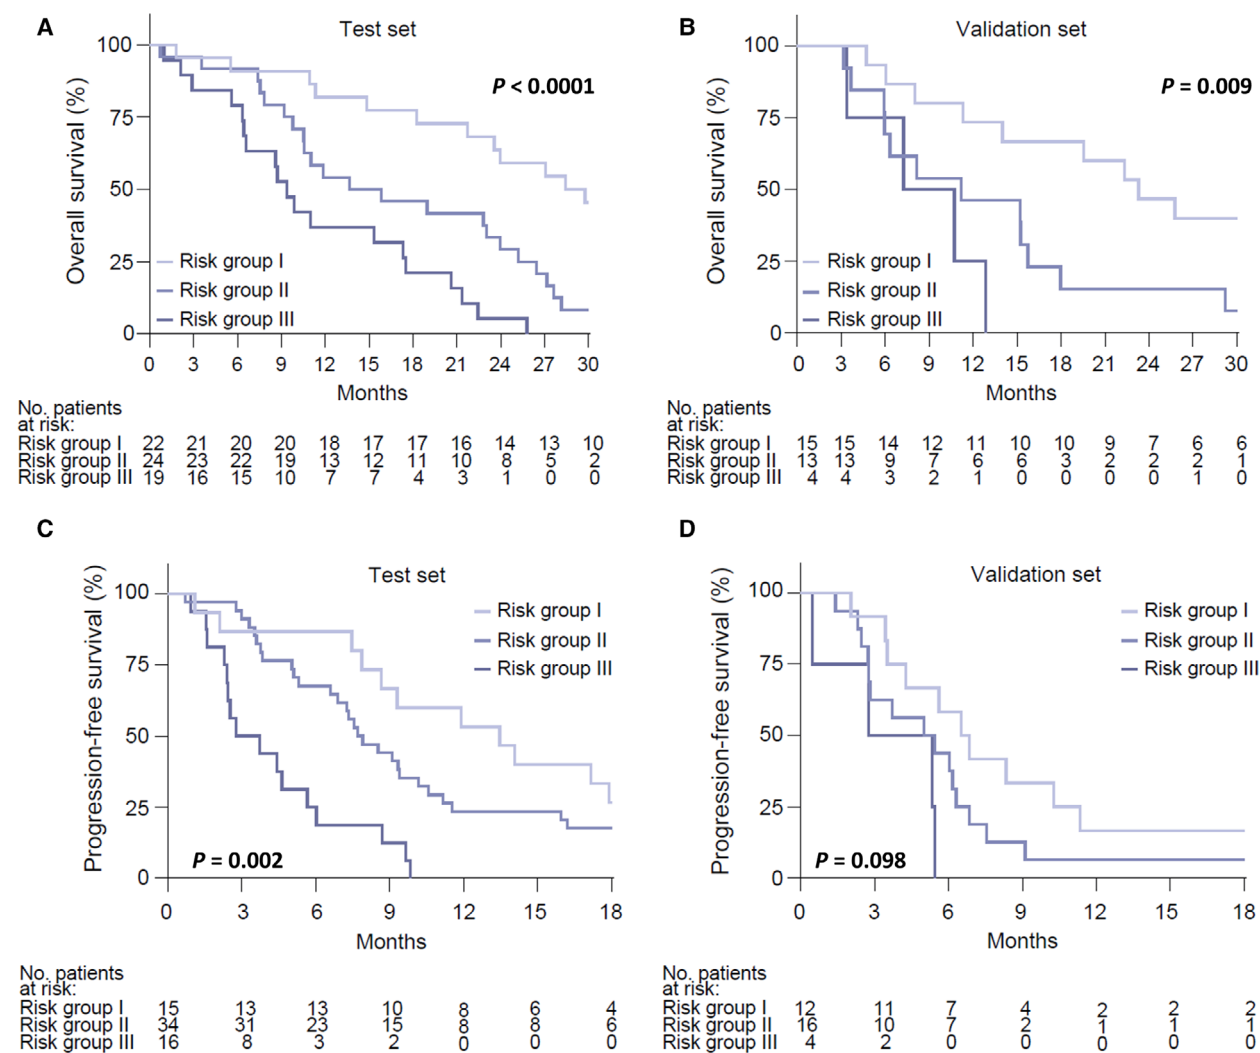 A
Test set
100
75
50
25
0
Overall survival (%)
P < 0.0001
Risk group I
Risk group II
Risk group III
0 3 6 9 12 15 18 21 24 27 30
Months
No. patients
at risk:
Risk group I 22 21 20 20 18 17 17 16 14 13 10
Risk group II 24 23 22 19 13 12 11 10 8 5 2
Risk group III 19 16 15 10 7 7 4 3 1 0 0
B
Validation set
100
75
50
25
0
Overall survival (%)
P = 0.009
Risk group I
Risk group II
Risk group III
0 3 6 9 12 15 18 21 24 27 30
Months
No. patients
at risk:
Risk group I 15 15 14 12 11 10 10 9 7 6 6
Risk group II 13 13 9 7 6 6 3 2 2 2 1
Risk group III 4 4 3 2 1 0 0 0 0 1 0
C
Test set
100
75
50
25
0
Progression-free survival (%)
Risk group I
Risk group II
Risk group III
P = 0.002
0 3 6 9 12 15 18
Months
No. patients
at risk:
Risk group I 15 13 13 10 8 6 4
Risk group II 34 31 23 15 8 8 6
Risk group III 16 8 3 2 0 0 0
D
Validation set
100
75
50
25
0
Progression-free survival (%)
Risk group I
Risk group II
Risk group III
P = 0.098
0 3 6 9 12 15 18
Months
No. patients
at risk:
Risk group I 12 11 7 4 2 2 2
Risk group II 16 10 7 2 1 1 1
Risk group III 4 2 0 0 0 0 0